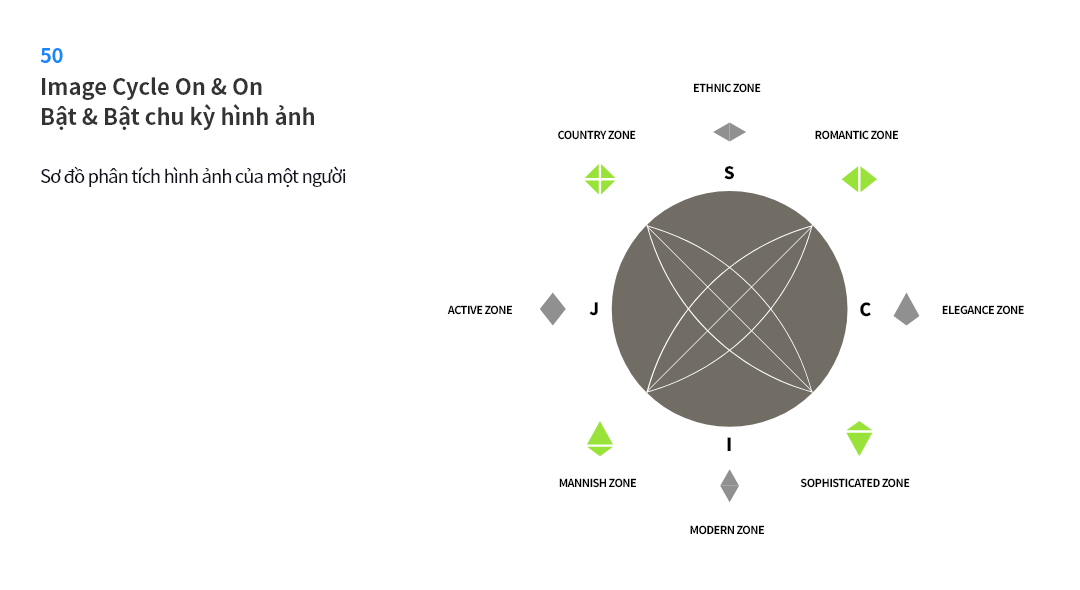 50
Image Cycle On & On
Bật & Bật chu kỳ hình ảnh
Sơ đồ phân tích hình ảnh của một người
ETHNIC ZONE
COUNTRY ZONE
ROMANTIC ZONE
S
ACTIVE ZONE
J
C
ELEGANCE ZONE
I
MANNISH ZONE
SOPHISTICATED ZONE
MODERN ZONE